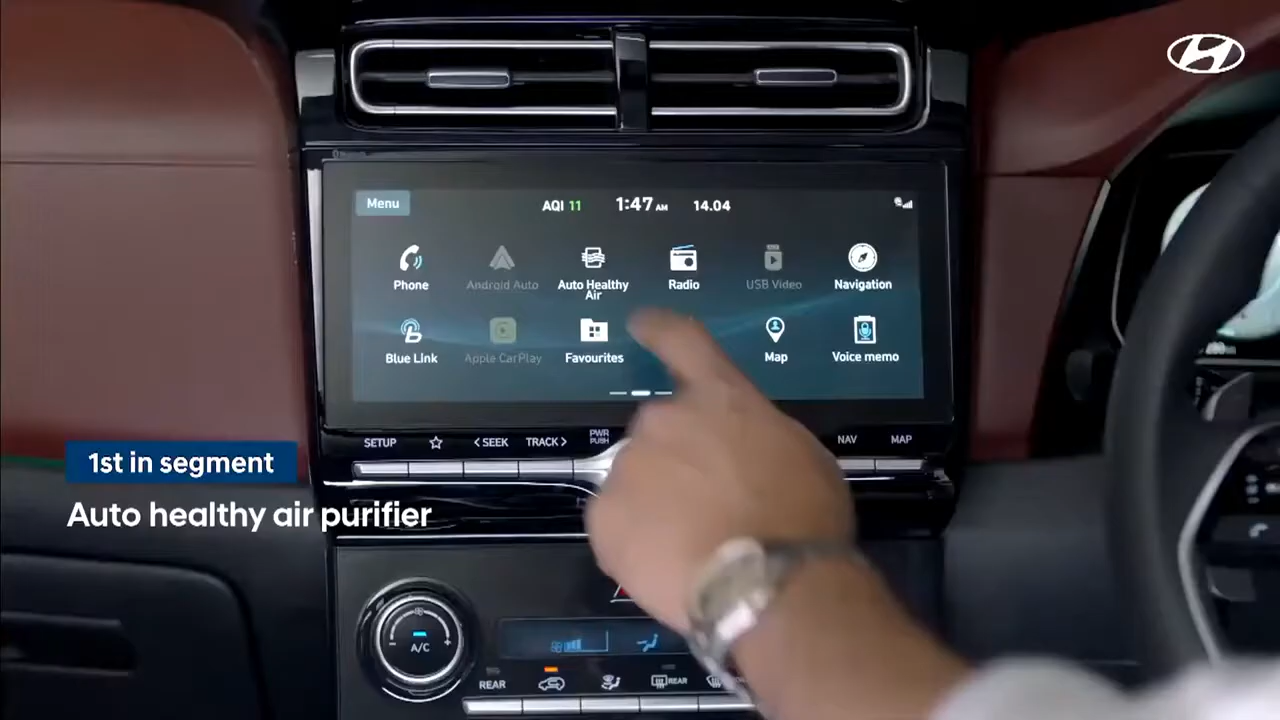 Menu
AQI 11
1:47 AM
14.04
Phone
Android Auto
Auto Healthy
Air
Radio
USB Video
Navigation
Blue Link
Apple CarPlay
Favourites
Map
Voice memo
SETUP
< SEEK
TRACK >
PWR
PUSH
NAV
MAP
1st in segment
Auto healthy air purifier
A/C
REAR
REAR